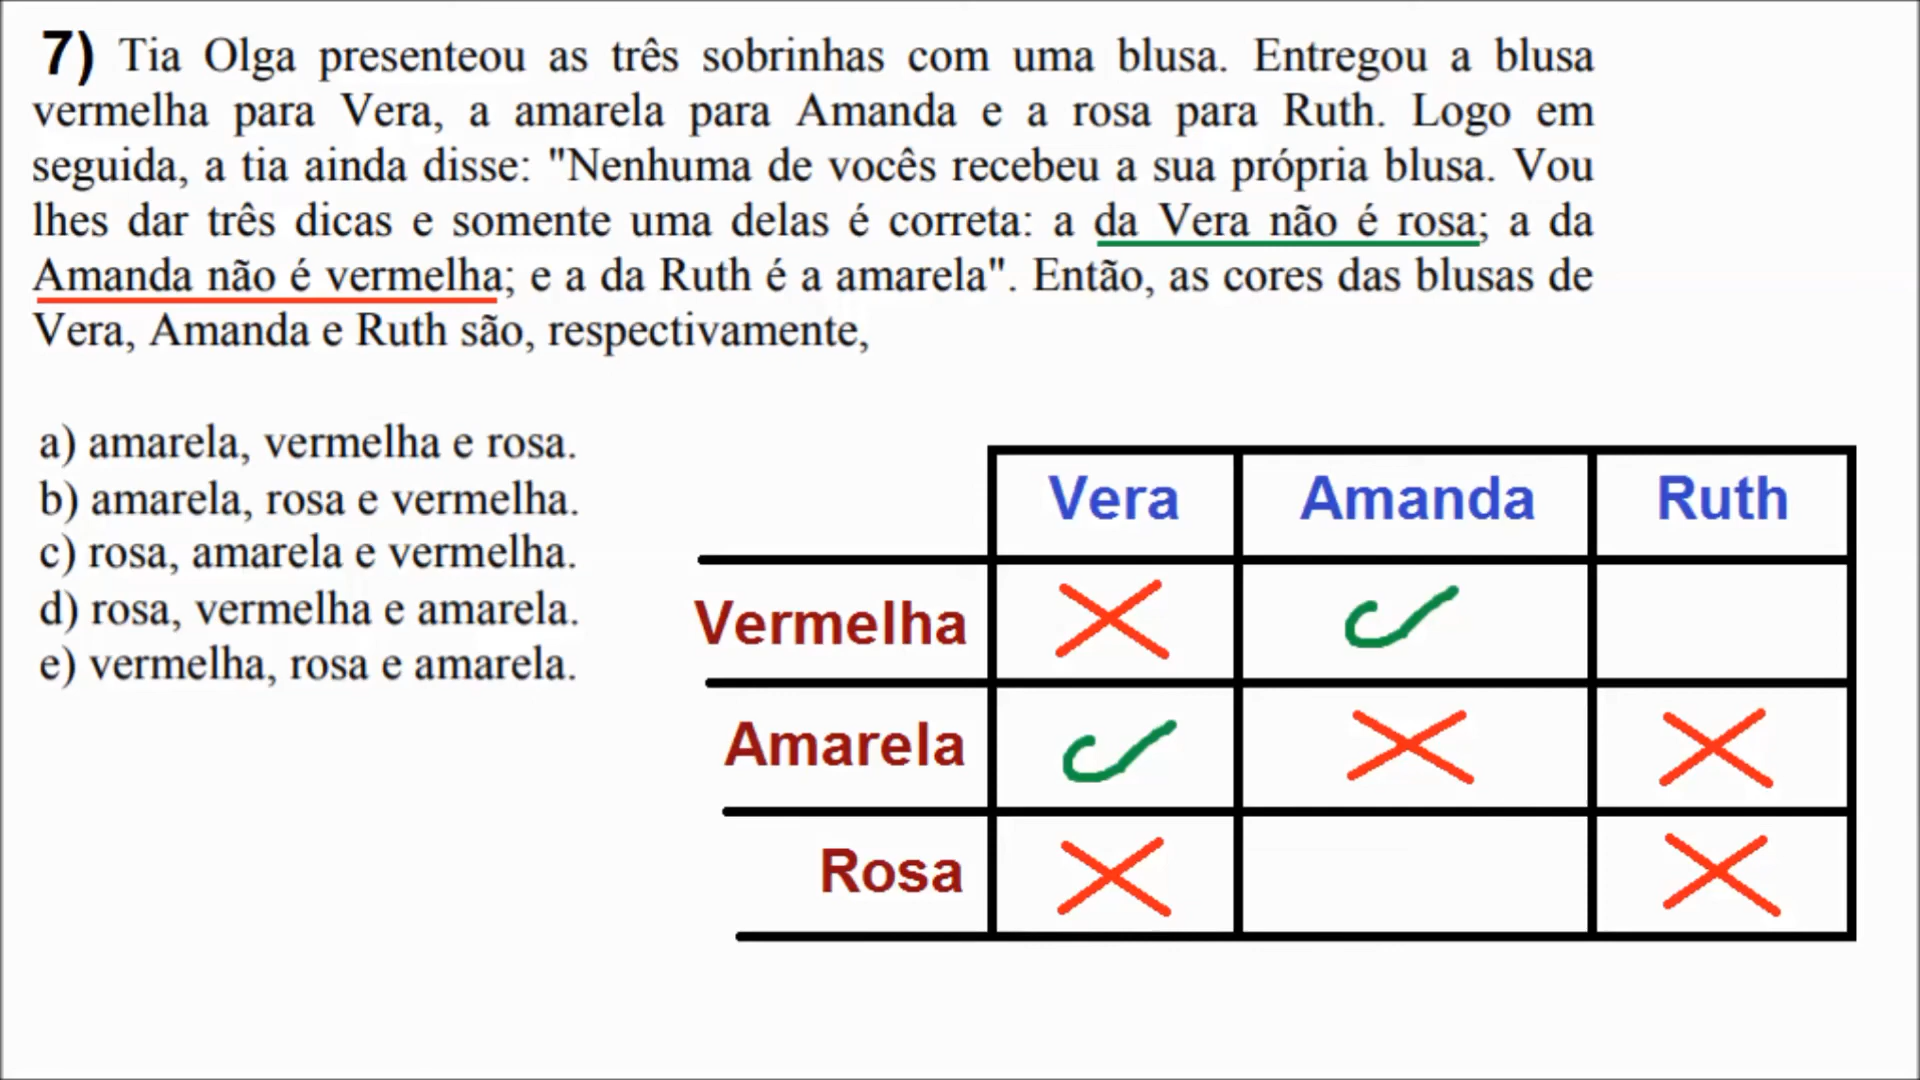 7) Tia Olga presenteou as três sobrinhas com uma blusa. Entregou a blusa
vermelha para Vera, a amarela para Amanda e a rosa para Ruth. Logo em
seguida, a tia ainda disse: "Nenhuma de vocês recebeu a sua própria blusa. Vou
lhes dar três dicas e somente uma delas é correta: a da Vera não é rosa; a da
Amanda não é vermelha; e a da Ruth é a amarela". Então, as cores das blusas de
Vera, Amanda e Ruth são, respectivamente,
a) amarela, vermelha e rosa.
b) amarela, rosa e vermelha.
c) rosa, amarela e vermelha.
d) rosa, vermelha e amarela.
e) vermelha, rosa e amarela.
Vera Amanda Ruth
Vermelha
Amarela
Rosa